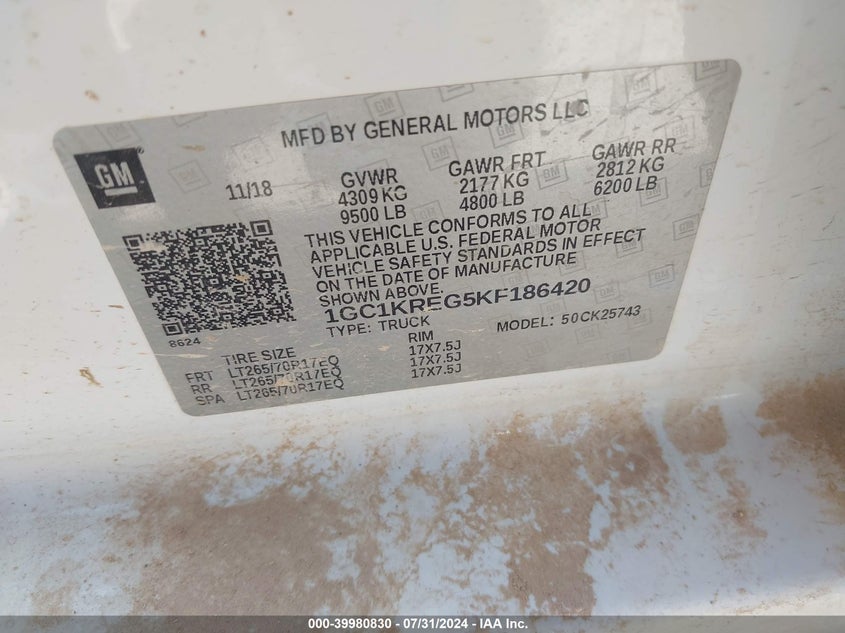 MFD BY GENERAL MOTORS LLC
GM
11/18 GVWR GAWR FRT GAWR RR
4309 KG 2177 KG 2812 KG
9500 LB 4800 LB 6200 LB
THIS VEHICLE CONFORMS TO ALL
APPLICABLE U.S. FEDERAL MOTOR
VEHICLE SAFETY STANDARDS IN EFFECT
ON THE DATE OF MANUFACTURE
SHOWN ABOVE.
1GC1KREG5KF186420
8624
TYPE: TRUCK MODEL: 50CK25743
TIRE SIZE RIM
FRT LT265/70R17EQ 17X7.5J
RR LT265/70R17EQ 17X7.5J
SPA LT265/70R17EQ 17X7.5J
000-39980830 - 07/31/2024 - IAA Inc.